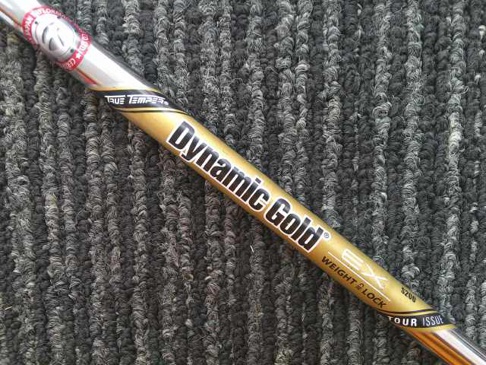 TRUE TEMPER®
Dynamic Gold®
EX
WEIGHT LOCK
S200
TOUR ISSUE